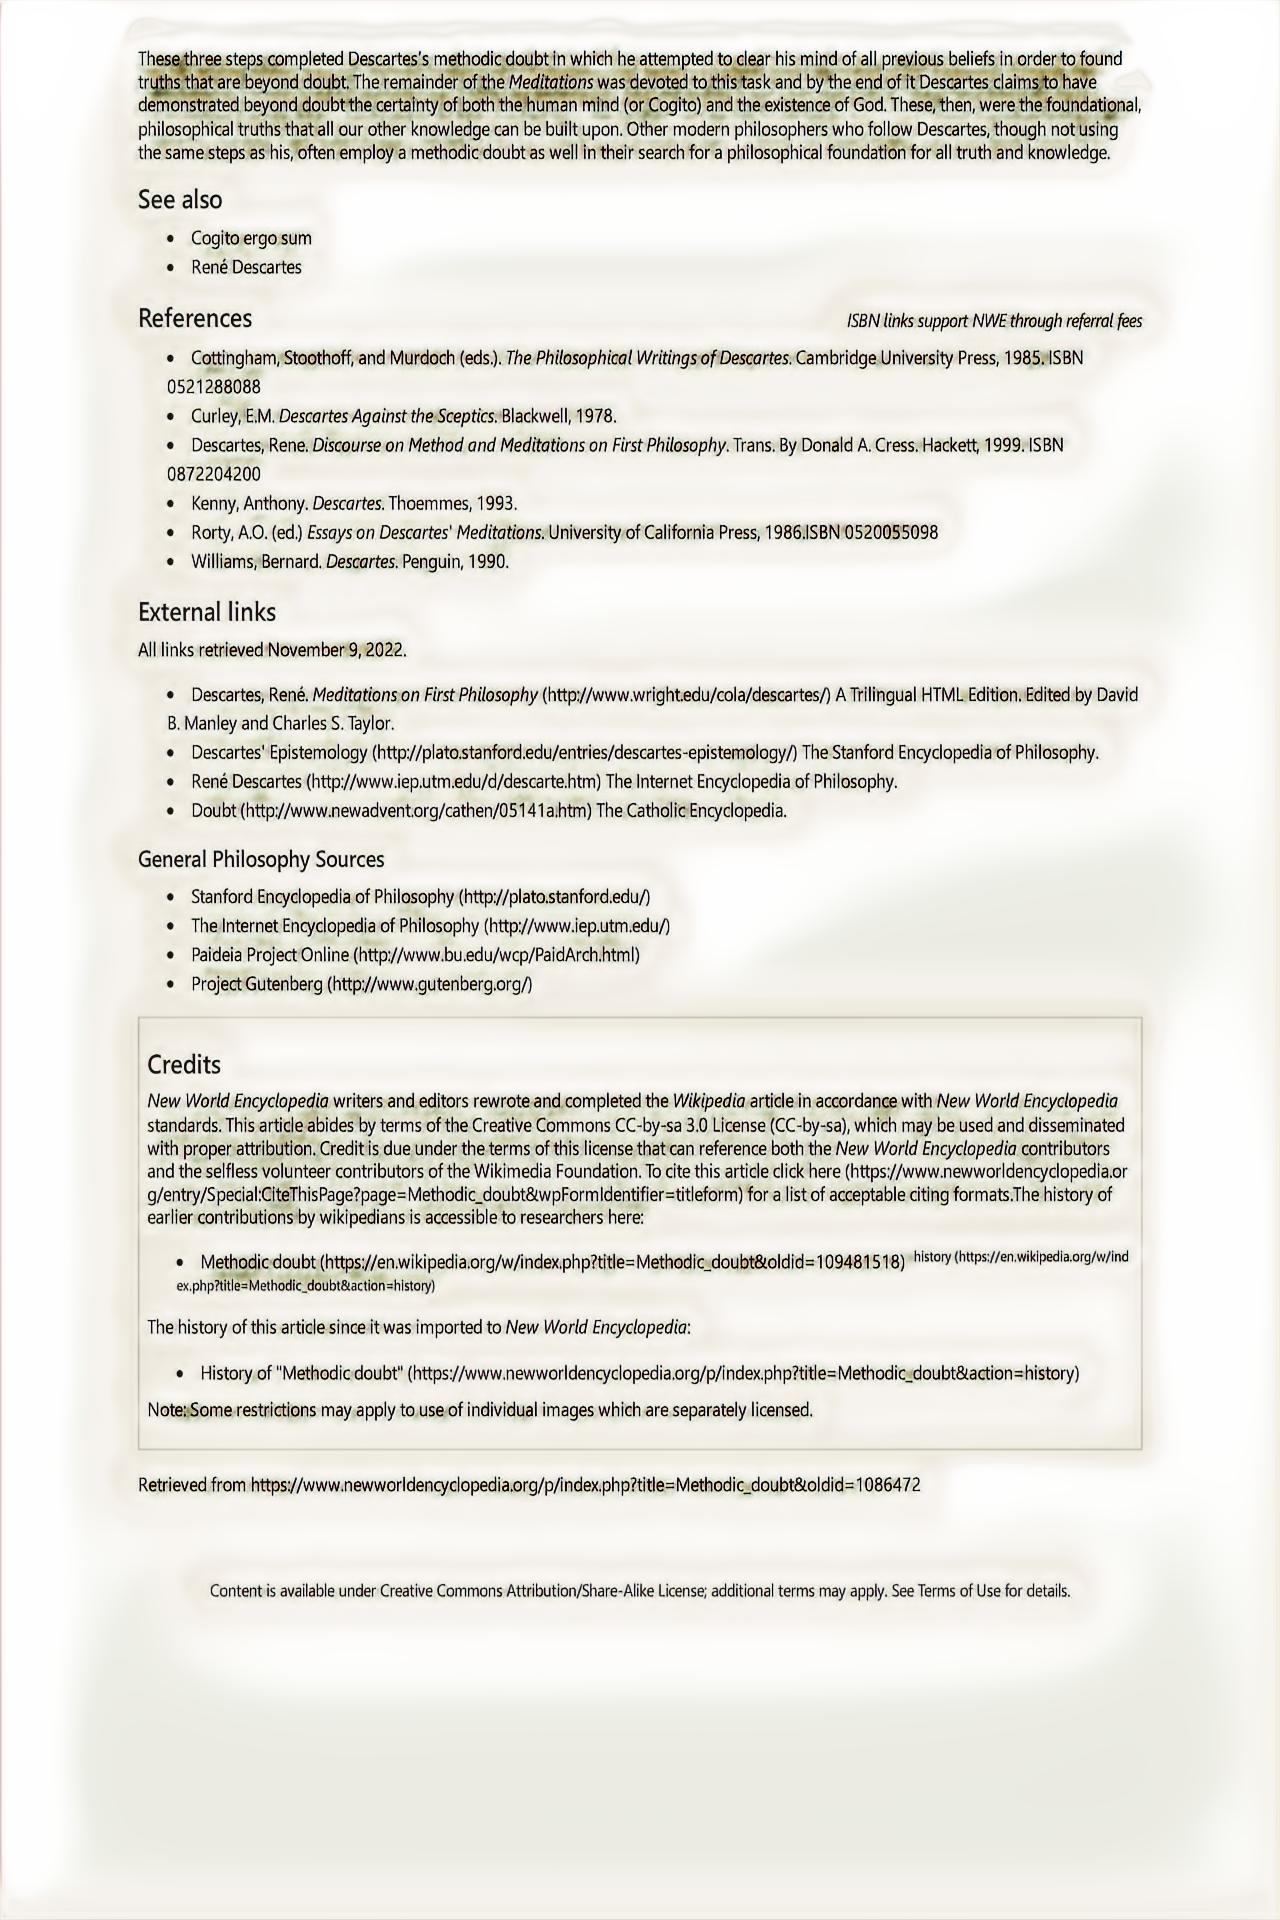 These three steps completed Descartes’s methodic doubt in which he attempted to clear his mind of all previous beliefs in order to found
truths that are beyond doubt. The remainder of the Meditations was devoted to this task and by the end of it Descartes claims to have
demonstrated beyond doubt the certainty of both the human mind (or Cogito) and the existence of God. These, then, were the foundational,
philosophical truths that all our other knowledge can be built upon. Other modern philosophers who follow Descartes, though not using
the same steps as his, often employ a methodic doubt as well in their search for a philosophical foundation for all truth and knowledge.
See also
• Cogito ergo sum
• René Descartes
References
ISBN links support NWE through referral fees
• Cottingham, Stoothoff, and Murdoch (eds.). The Philosophical Writings of Descartes. Cambridge University Press, 1985. ISBN
0521288088
• Curley, E.M. Descartes Against the Sceptics. Blackwell, 1978.
• Descartes, Rene. Discourse on Method and Meditations on First Philosophy. Trans. By Donald A. Cress. Hackett, 1999. ISBN
0872204200
• Kenny, Anthony. Descartes. Thoemmes, 1993.
• Rorty, A.O. (ed.) Essays on Descartes' Meditations. University of California Press, 1986.ISBN 0520055098
• Williams, Bernard. Descartes. Penguin, 1990.
External links
All links retrieved November 9, 2022.
• Descartes, René. Meditations on First Philosophy (http://www.wright.edu/cola/descartes/) A Trilingual HTML Edition. Edited by David
B. Manley and Charles S. Taylor.
• Descartes' Epistemology (http://plato.stanford.edu/entries/descartes-epistemology/) The Stanford Encyclopedia of Philosophy.
• René Descartes (http://www.iep.utm.edu/d/descarte.htm) The Internet Encyclopedia of Philosophy.
• Doubt (http://www.newadvent.org/cathen/05141a.htm) The Catholic Encyclopedia.
General Philosophy Sources
• Stanford Encyclopedia of Philosophy (http://plato.stanford.edu/)
• The Internet Encyclopedia of Philosophy (http://www.iep.utm.edu/)
• Paideia Project Online (http://www.bu.edu/wcp/PaidArch.html)
• Project Gutenberg (http://www.gutenberg.org/)
Credits
New World Encyclopedia writers and editors rewrote and completed the Wikipedia article in accordance with New World Encyclopedia
standards. This article abides by terms of the Creative Commons CC-by-sa 3.0 License (CC-by-sa), which may be used and disseminated
with proper attribution. Credit is due under the terms of this license that can reference both the New World Encyclopedia contributors
and the selfless volunteer contributors of the Wikimedia Foundation. To cite this article click here (https://www.newworldencyclopedia.or
g/entry/Special:CiteThisPage?page=Methodic_doubt&wpFormIdentifier=titleform) for a list of acceptable citing formats.The history of
earlier contributions by wikipedians is accessible to researchers here:
• Methodic doubt (https://en.wikipedia.org/w/index.php?title=Methodic_doubt&oldid=109481518) history (https://en.wikipedia.org/w/ind
ex.php?title=Methodic_doubt&action=history)
The history of this article since it was imported to New World Encyclopedia:
• History of "Methodic doubt" (https://www.newworldencyclopedia.org/p/index.php?title=Methodic_doubt&action=history)
Note: Some restrictions may apply to use of individual images which are separately licensed.
Retrieved from https://www.newworldencyclopedia.org/p/index.php?title=Methodic_doubt&oldid=1086472
Content is available under Creative Commons Attribution/Share-Alike License; additional terms may apply. See Terms of Use for details.